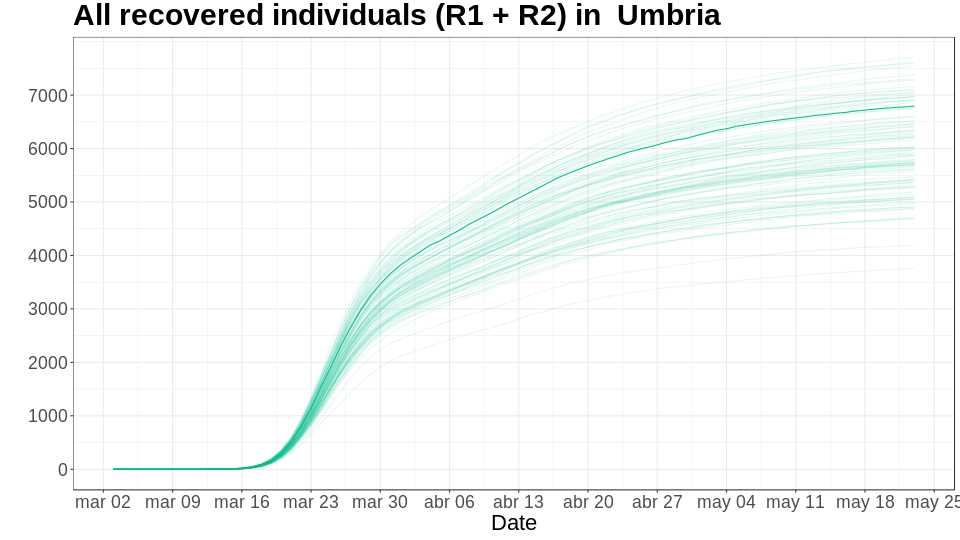 All recovered individuals (R1 + R2) in  Umbria
7000
6000
5000
4000
3000
2000
1000
0
mar 02 mar 09 mar 16 mar 23 mar 30 abr 06 abr 13 abr 20 abr 27 may 04 may 11 may 18 may 25
Date